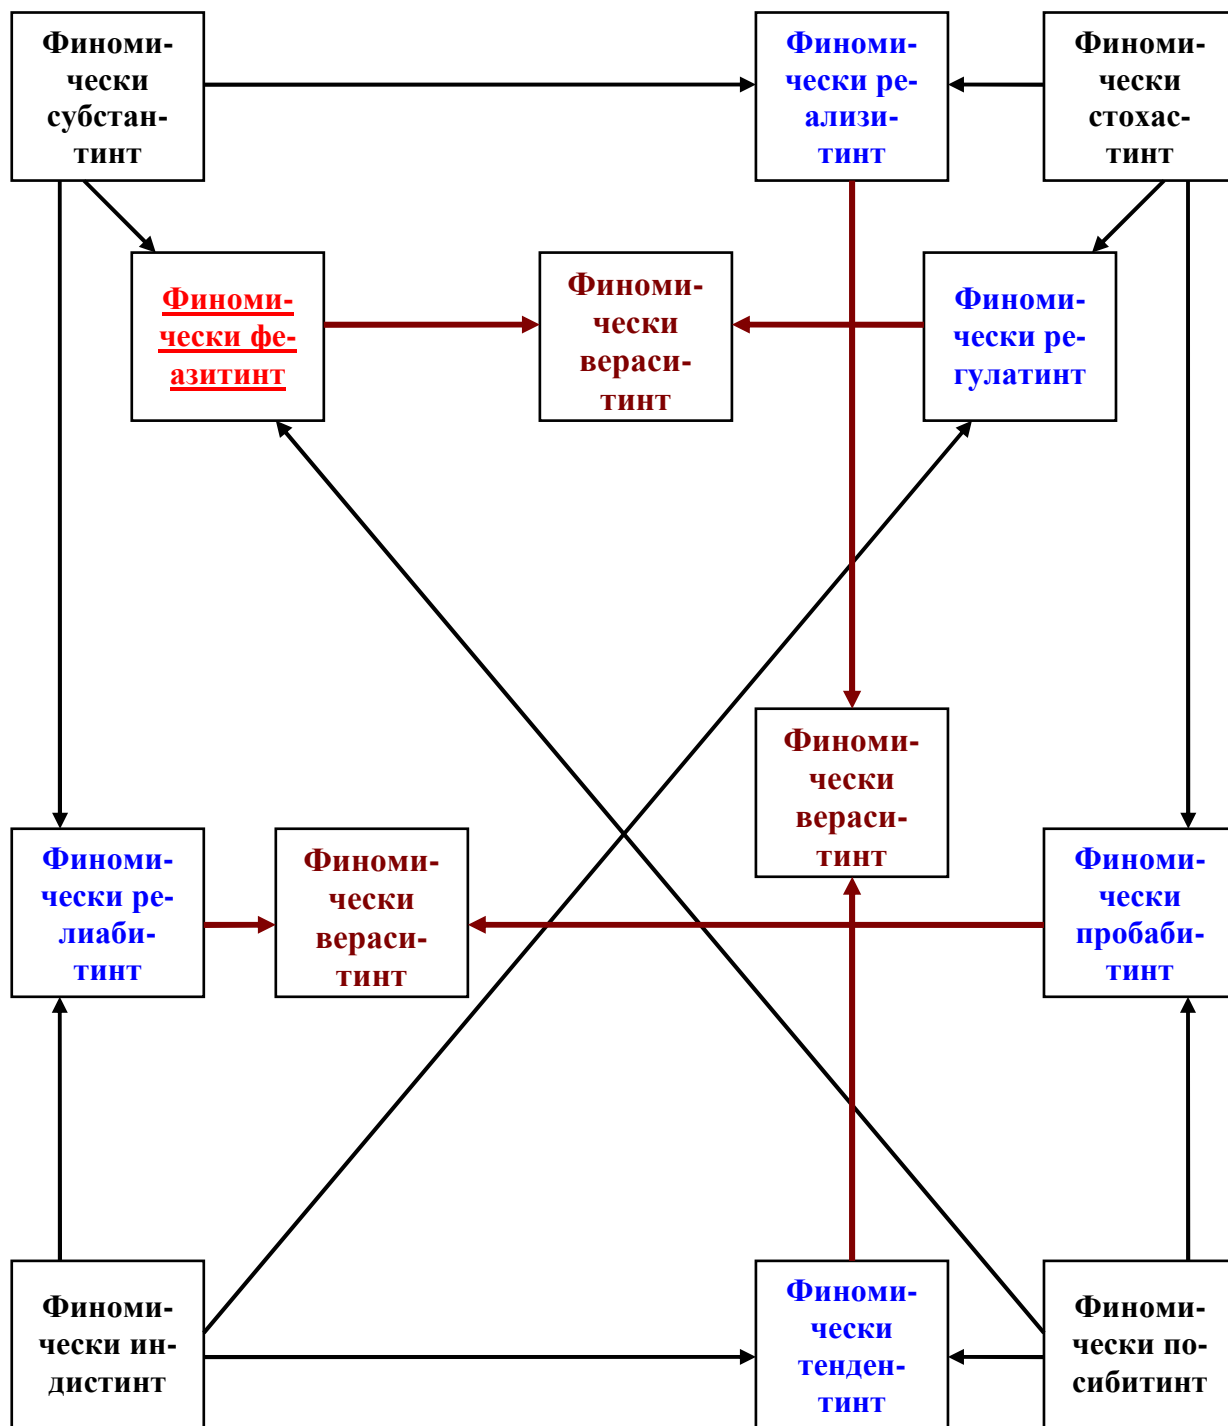 Финоми-
чески
субстан-
тинт
Финоми-
чески ре-
ализи-
тинт
Финоми-
чески
стохас-
тинт
Финоми-
чески фе-
азитинт
Финоми-
чески
вераси-
тинт
Финоми-
чески ре-
гулатинт
Финоми-
чески
вераси-
тинт
Финоми-
чески ре-
лиаби-
тинт
Финоми-
чески
вераси-
тинт
Финоми-
чески
пробаби-
тинт
Финоми-
чески ин-
дистинт
Финоми-
чески
тенден-
тинт
Финоми-
чески по-
сибитинт